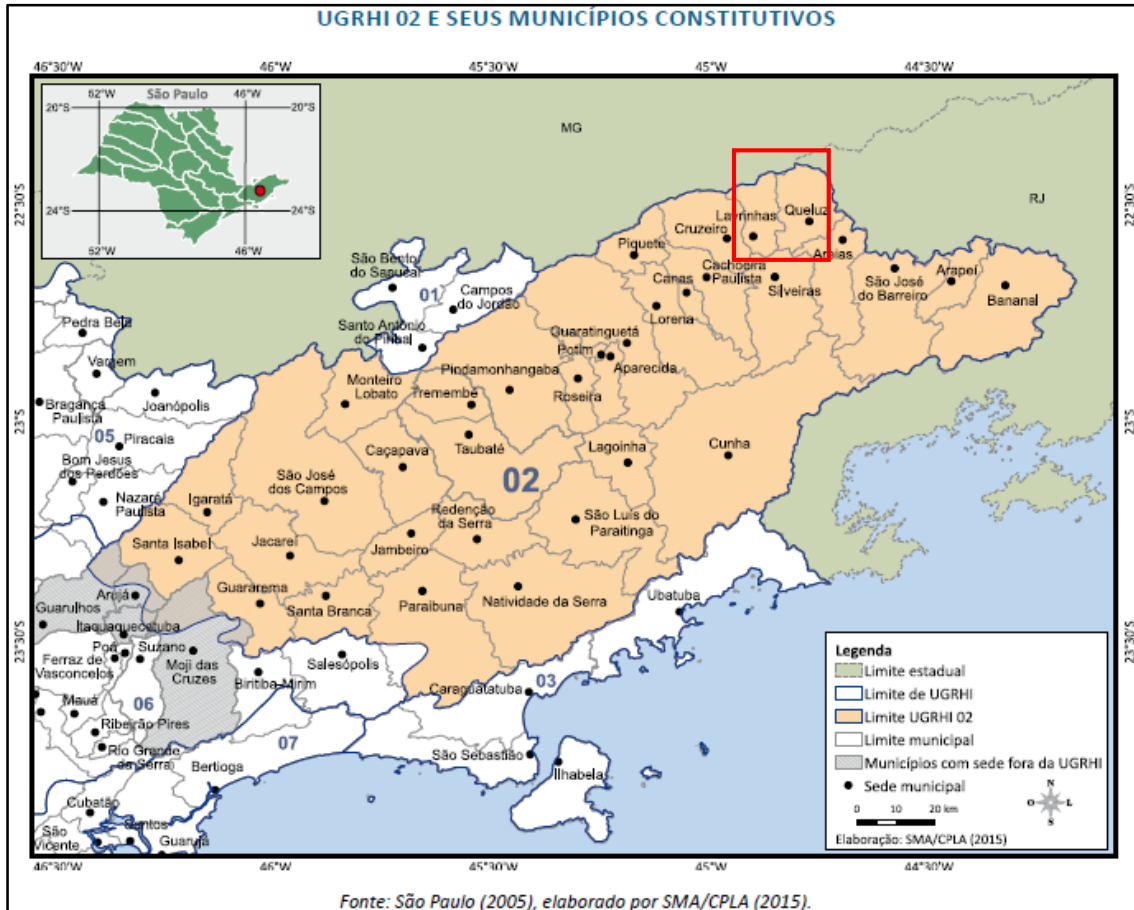 UGRHI 02 E SEUS MUNICÍPIOS CONSTITUTIVOS
46°30'W 46°W 45°30'W 45°W 44°30'W
52°W São Paulo 46°W
20°S 20°S
24°S 24°S
52°W 46°W
MG
RJ
22°30'S 22°30'S
Lavrinhas
Queluz
Cruzeiro
Piquete
Areias
São Bento
do Sapucaí
01
Campos
do Jordão
Canas
Cachoeira
Paulista
Silveiras
São José
do Barreiro
Arapeí
Bananal
Lorena
Santo Antônio
do Pinhal
Pedra Bela
Guaratinguetá
Potim
Aparecida
Vargem
Monteiro
Lobato
Pindamonhangaba
Tremembé
Roseira
Joanópolis
Bragança
Paulista
23°S 23°S
05
Piracaia
Taubaté
Lagoinha
Cunha
Caçapava
Bom Jesus
dos Perdões
São José
dos Campos
02
Nazaré
Paulista
Igaratá
Redenção
da Serra
São Luís do
Paraitinga
Santa Isabel
Jacareí
Jambeiro
Guararema
Santa Branca
Paraibuna
Natividade da Serra
Ubatuba
Arujá
Guarulhos
Itaquaquecetuba
23°30'S 23°30'S
Poá
Suzano
Ferraz de
Vasconcelos
Moji das
Cruzes
Biritiba-Mirim
Salesópolis
Caraguatatuba
03
Mauá
06
Ribeirão Pires
Rio Grande
da Serra
07
São Sebastião
Ilhabela
Bertioga
Cubatão
Santos
São
Vicente
Guarujá
Legenda
Limite estadual
Limite de UGRHI
Limite UGRHI 02
Limite municipal
Municípios com sede fora da UGRHI
Sede municipal
0 10 20 km
N
O L
S
Elaboração: SMA/CPLA (2015)
46°30'W 46°W 45°30'W 45°W 44°30'W
Fonte: São Paulo (2005), elaborado por SMA/CPLA (2015).